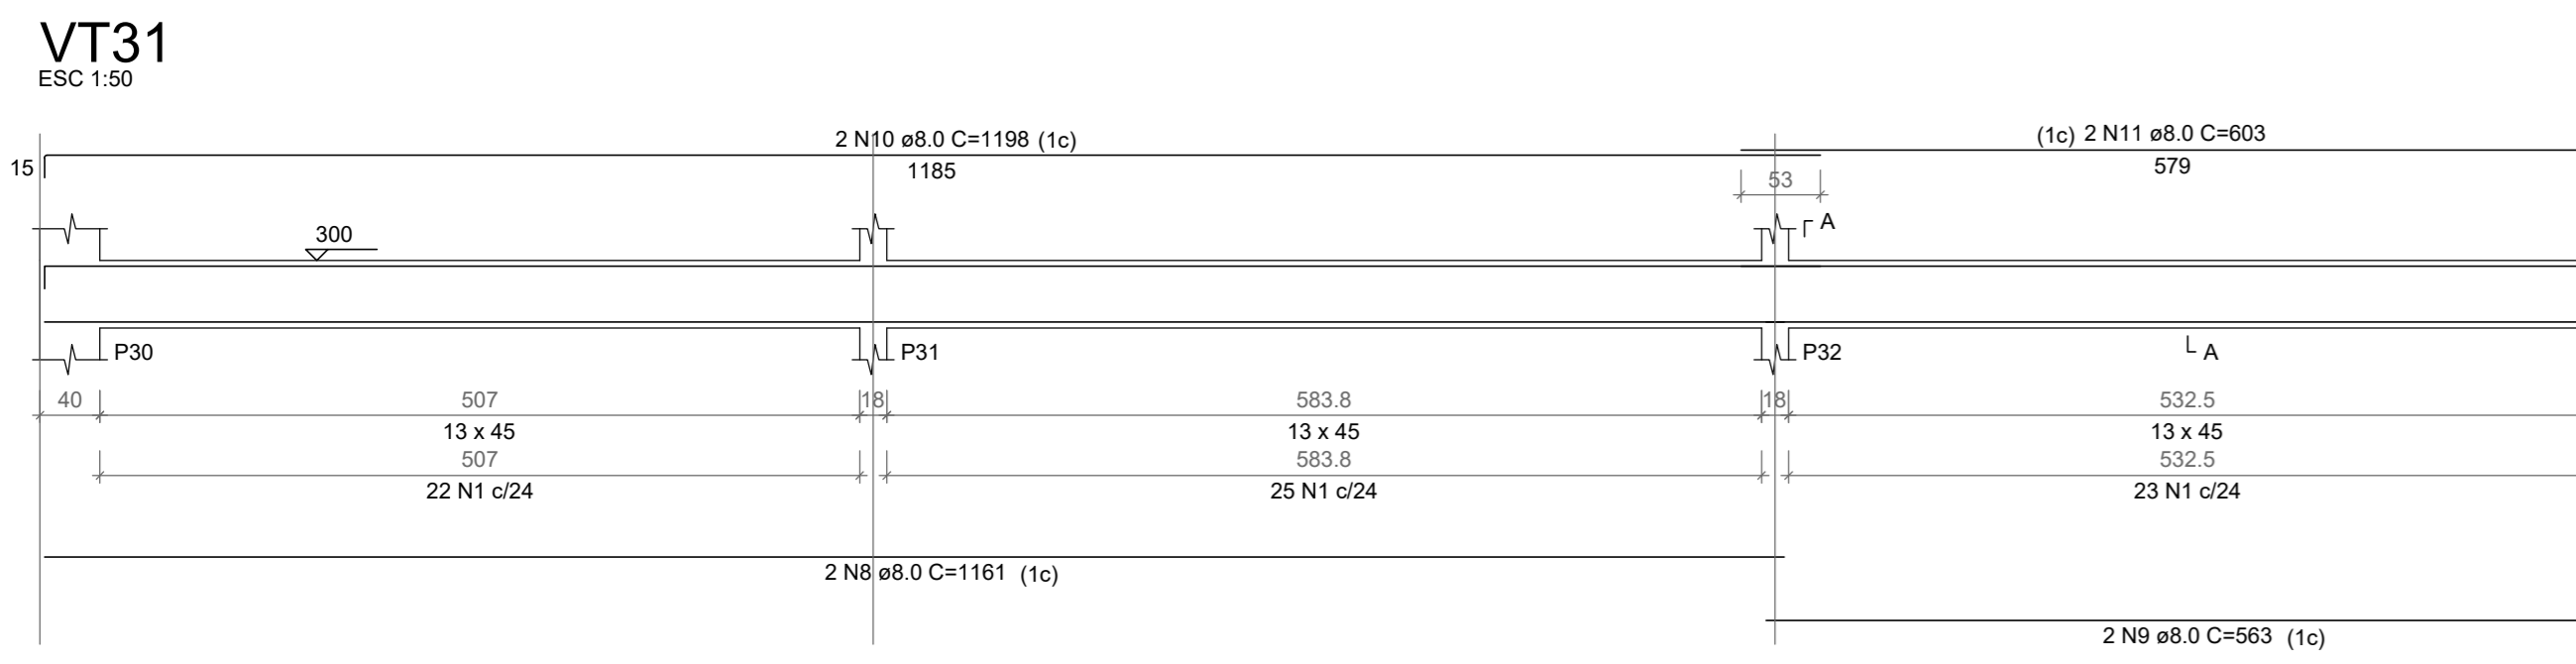 VT31
ESC 1:50
2 N10 ø8.0 C=1198 (1c)
(1c) 2 N11 ø8.0 C=603
15
1185
579
53
A
300
P30
P31
P32
A
40
507
18
583.8
18
532.5
13 x 45
13 x 45
13 x 45
507
583.8
532.5
22 N1 c/24
25 N1 c/24
23 N1 c/24
2 N8 ø8.0 C=1161 (1c)
2 N9 ø8.0 C=563 (1c)